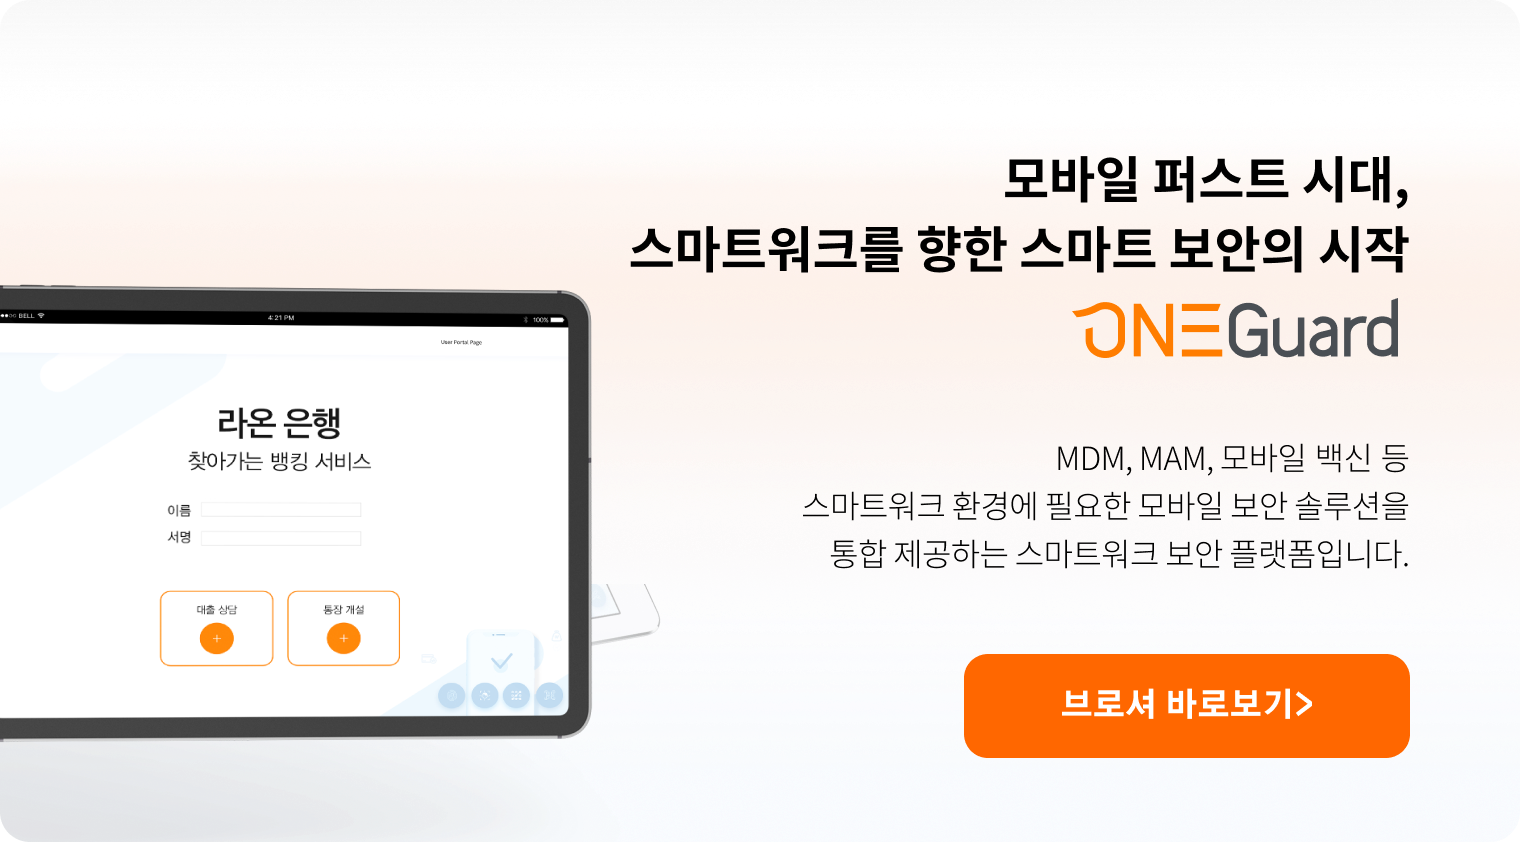 모바일 퍼스트 시대,
스마트워크를 향한 스마트 보안의 시작
ONEGuard
MDM, MAM, 모바일 백신 등
스마트워크 환경에 필요한 모바일 보안 솔루션을
통합 제공하는 스마트워크 보안 플랫폼입니다.
브로셔 바로보기>
BELL
4:21 PM
100%
User Portal Page
라온 은행
찾아가는 뱅킹 서비스
이름
서명
대출 상담
통장 개설